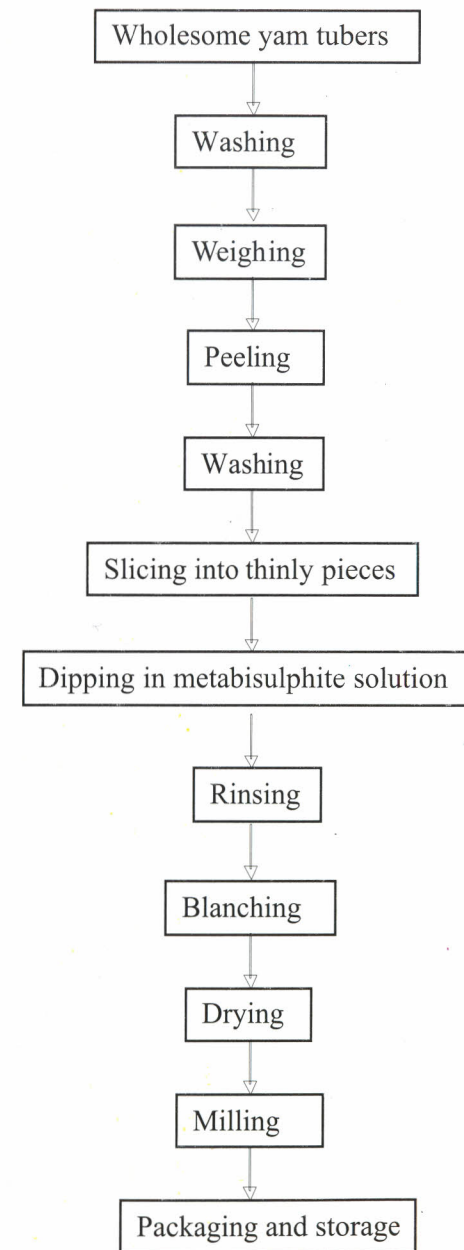 Wholesome yam tubers
Washing
Weighing
Peeling
Washing
Slicing into thinly pieces
Dipping in metabisulphite solution
Rinsing
Blanching
Drying
Milling
Packaging and storage